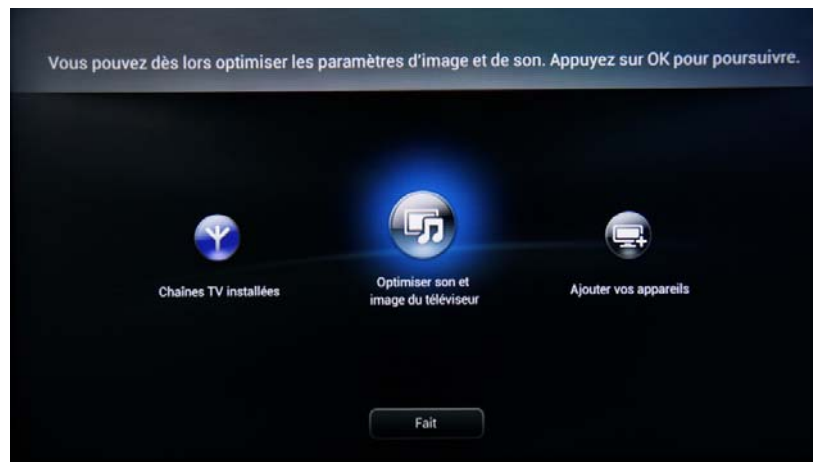 Vous pouvez dès lors optimiser les paramètres d'image et de son. Appuyez sur OK pour poursuivre.
Chaînes TV installées
Optimiser son et
image du téléviseur
Ajouter vos appareils
Fait